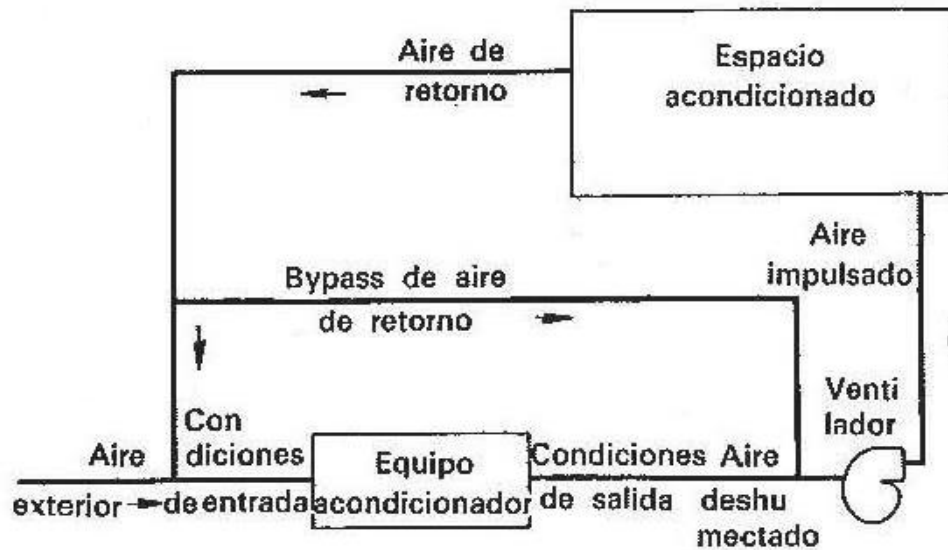 Aire de
retorno
Espacio
acondicionado
Aire
impulsado
Bypass de aire
de retorno
Venti
lador
Con
diciones
de entrada
Aire
exterior
Equipo
acondicionador
Condiciones
de salida
Aire
deshu
mectado